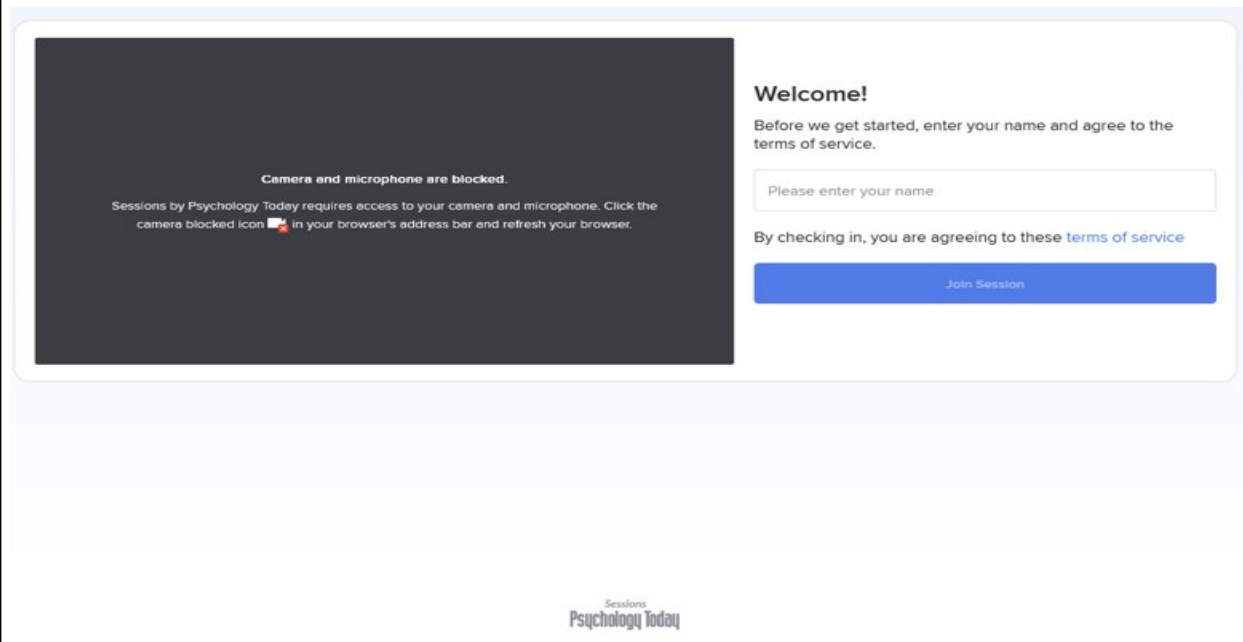 Camera and microphone are blocked.
Sessions by Psychology Today requires access to your camera and microphone. Click the
camera blocked icon in your browser's address bar and refresh your browser.
Welcome!
Before we get started, enter your name and agree to the
terms of service.
Please enter your name
By checking in, you are agreeing to these terms of service
Join Session
Sessions
Psychology Today